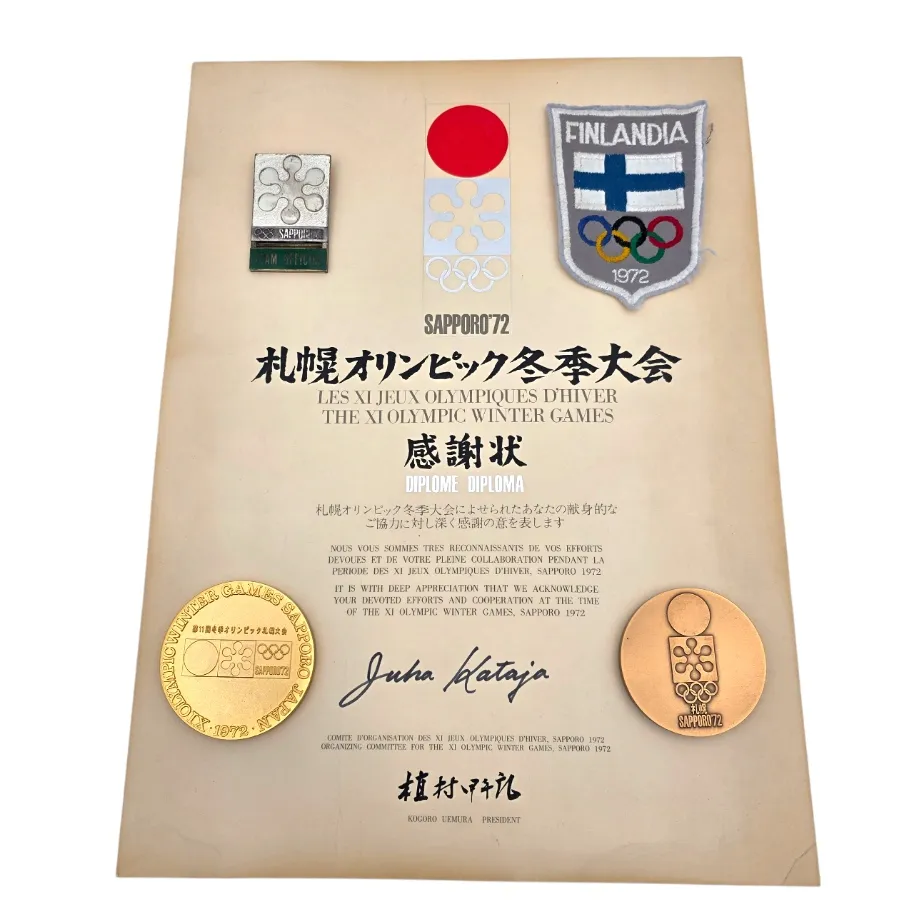 SAPPORO'72
FINLANDIA
1972
SAPPORO'72
札幌オリンピック冬季大会
LES XI JEUX OLYMPIQUES D'HIVER
THE XI OLYMPIC WINTER GAMES
感謝状
DIPLOME DIPLOMA
札幌オリンピック冬季大会によせられたあなたの献身的な
ご協力に対し深く感謝の意を表します
NOUS VOUS SOMMES TRES RECONNAISSANTS DE VOS EFFORTS
DEVOUES ET DE VOTRE PLEINE COLLABORATION PENDANT LA
PERIODE DES XI JEUX OLYMPIQUES D'HIVER, SAPPORO 1972
IT IS WITH DEEP APPRECIATION THAT WE ACKNOWLEDGE
YOUR DEVOTED EFFORTS AND COOPERATION AT THE TIME
OF THE XI OLYMPIC WINTER GAMES, SAPPORO 1972
XI OLYMPIC WINTER GAMES SAPPORO JAPAN
·1972·
第11回冬季オリンピック札幌大会
SAPPORO'72
札幌
SAPPORO'72
Juha Kataja
COMITE D'ORGANISATION DES XI JEUX OLYMPIQUES D'HIVER, SAPPORO 1972
ORGANIZING COMMITTEE FOR THE XI OLYMPIC WINTER GAMES, SAPPORO 1972
植村甲午郎
KOGORO UEMURA PRESIDENT